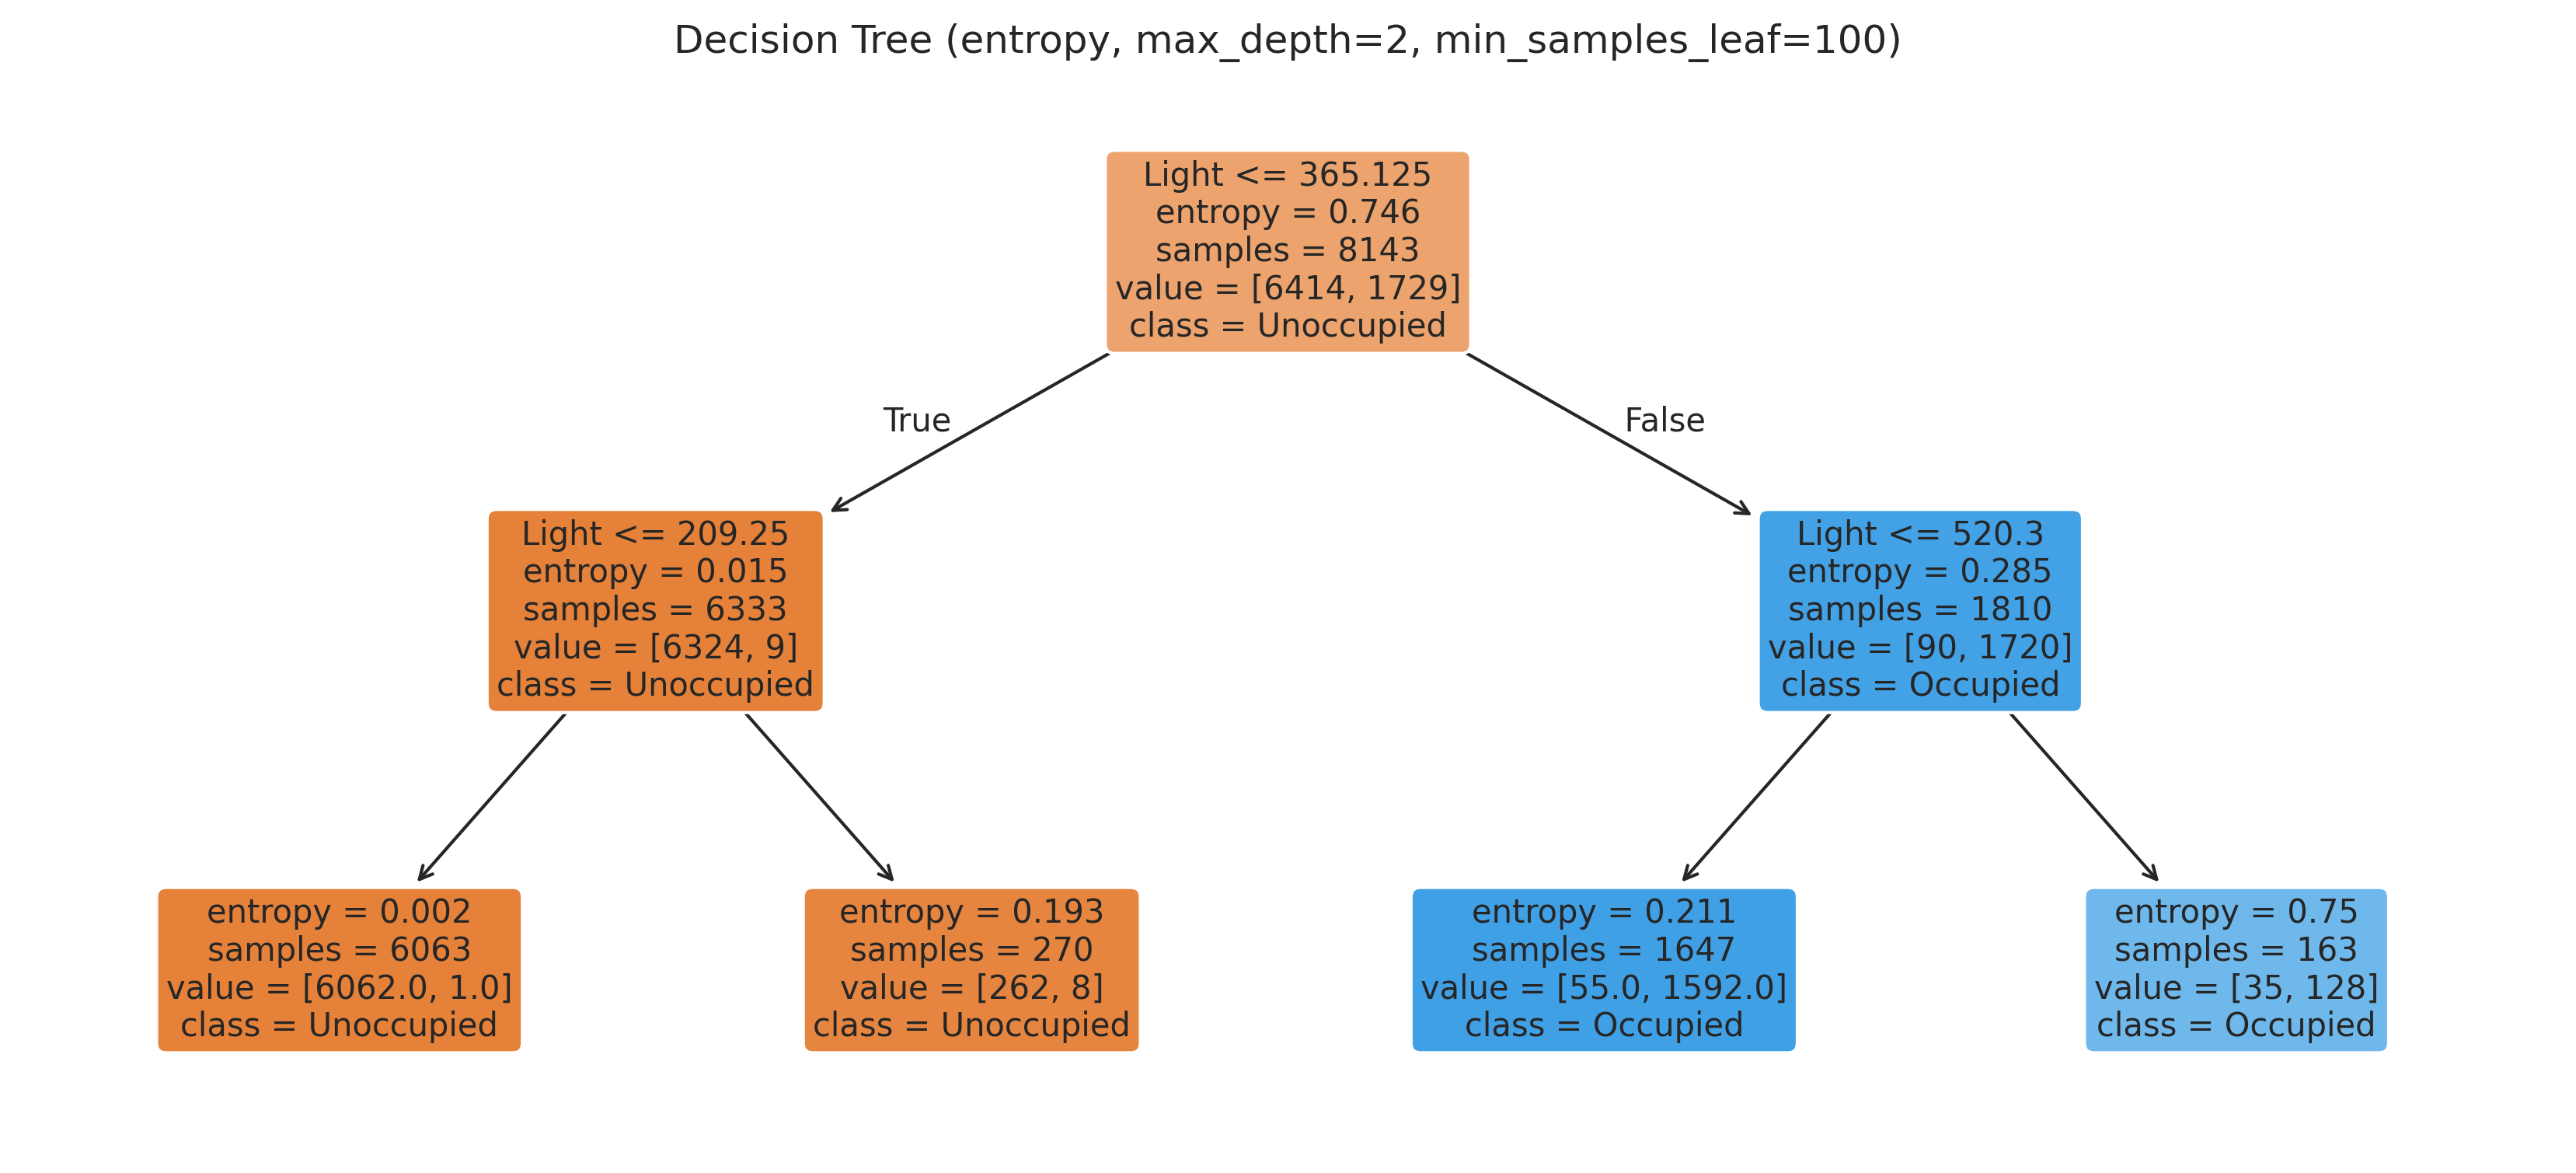 Decision Tree (entropy, max_depth=2, min_samples_leaf=100)
Light <= 365.125
entropy = 0.746
samples = 8143
value = [6414, 1729]
class = Unoccupied
True
False
Light <= 209.25
entropy = 0.015
samples = 6333
value = [6324, 9]
class = Unoccupied
Light <= 520.3
entropy = 0.285
samples = 1810
value = [90, 1720]
class = Occupied
entropy = 0.002
samples = 6063
value = [6062.0, 1.0]
class = Unoccupied
entropy = 0.193
samples = 270
value = [262, 8]
class = Unoccupied
entropy = 0.211
samples = 1647
value = [55.0, 1592.0]
class = Occupied
entropy = 0.75
samples = 163
value = [35, 128]
class = Occupied